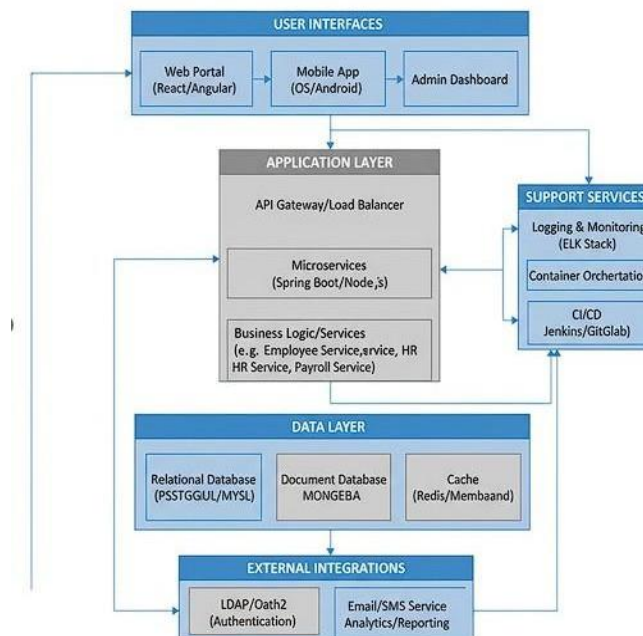 USER INTERFACES
Web Portal
(React/Angular)
Mobile App
(OS/Android)
Admin Dashboard
APPLICATION LAYER
API Gateway/Load Balancer
Microservices
(Spring Boot/Node,s)
Business Logic/Services
(e.g. Employee Service,ervice, HR
HR Service, Payroll Service)
SUPPORT SERVICES
Logging & Monitoring
(ELK Stack)
Container Orchertation
CI/CD
Jenkins/GitGlab)
DATA LAYER
Relational Database
(PSSTGGUL/MYSL)
Document Database
MONGEBA
Cache
(Redis/Membaand)
EXTERNAL INTEGRATIONS
LDAP/Oath2
(Authentication)
Email/SMS Service
Analytics/Reporting